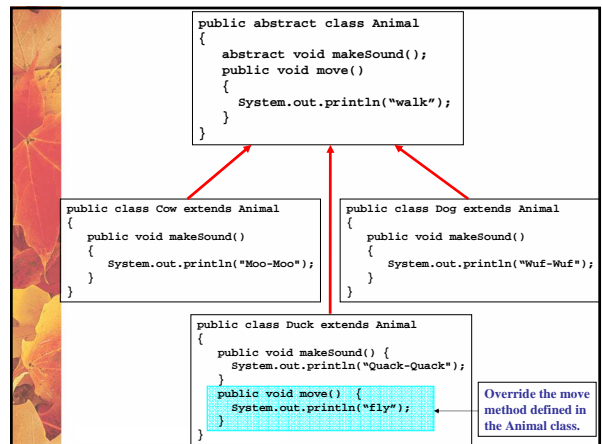 public abstract class Animal
{
abstract void makeSound();
public void move()
{
System.out.println(“walk”);
}
}
public class Cow extends Animal
{
public void makeSound()
{
System.out.println("Moo-Moo");
}
}
public class Dog extends Animal
{
public void makeSound()
{
System.out.println(“Wuf-Wuf");
}
}
public class Duck extends Animal
{
public void makeSound() {
System.out.println(“Quack-Quack");
}
public void move() {
System.out.println(“fly”);
}
}
Override the move
method defined in
the Animal class.